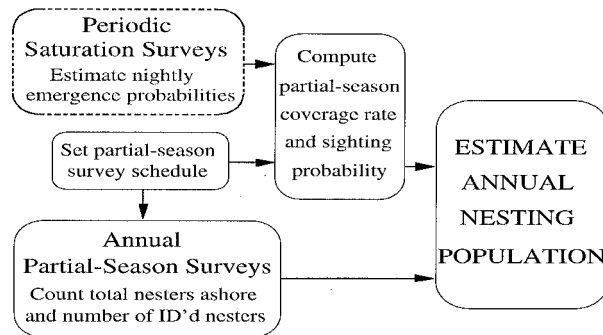 Periodic
Saturation Surveys
Estimate nightly
emergence probabilities
Compute
partial-season
coverage rate
and sighting
probability
Set partial-season
survey schedule
Annual
Partial-Season Surveys
Count total nesters ashore
and number of ID'd nesters
ESTIMATE
ANNUAL
NESTING
POPULATION